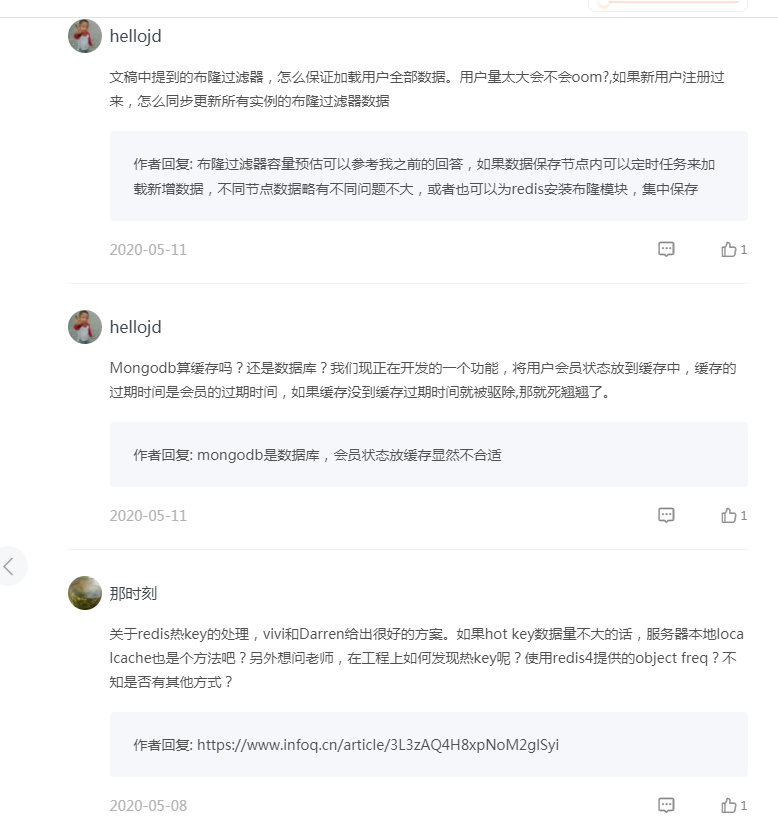 hellojd
文稿中提到的布隆过滤器，怎么保证加载用户全部数据。用户量太大会不会oom?,如果新用户注册过
来，怎么同步更新所有实例的布隆过滤器数据
作者回复: 布隆过滤器容量预估可以参考我之前的回答，如果数据保存节点内可以定时任务来加
载新增数据，不同节点数据略有不同问题不大，或者也可以为redis安装布隆模块，集中保存
2020-05-11
1
hellojd
Mongodb算缓存吗？还是数据库？我们现正在开发的一个功能，将用户会员状态放到缓存中，缓存的
过期时间是会员的过期时间，如果缓存没到缓存过期时间就被驱除,那就死翘翘了。
作者回复: mongodb是数据库，会员状态放缓存显然不合适
2020-05-11
1
那时刻
关于redis热key的处理，vivi和Darren给出很好的方案。如果hot key数据量不大的话，服务器本地loca
lcache也是个方法吧？另外想问老师，在工程上如何发现热key呢？使用redis4提供的object freq？不
知是否有其他方式？
作者回复: https://www.infoq.cn/article/3L3zAQ4H8xpNoM2glSyi
2020-05-08
1